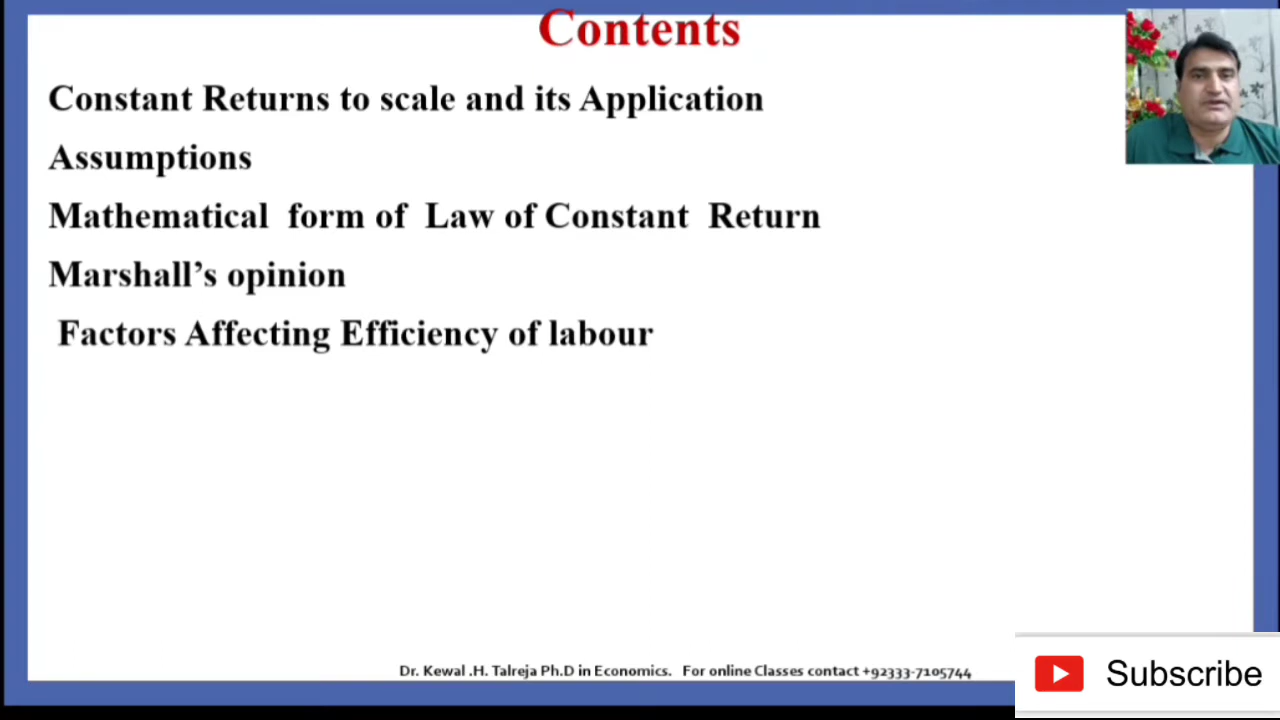 Contents
Constant Returns to scale and its Application
Assumptions
Mathematical form of Law of Constant Return
Marshall’s opinion
Factors Affecting Efficiency of labour
Dr. Kewal .H. Talreja Ph.D in Economics. For online Classes contact +92333-7105744
Subscribe